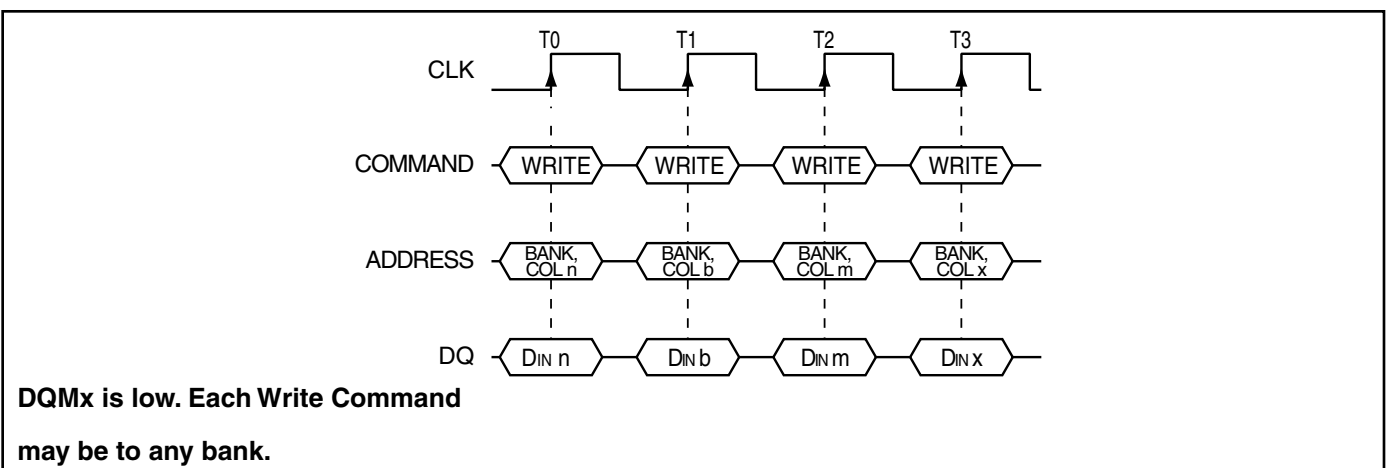 T0 T1 T2 T3
CLK
COMMAND WRITE WRITE WRITE WRITE
ADDRESS BANK, COL n BANK, COL b BANK, COL m BANK, COL x
DQ DIN n DIN b DIN m DIN x
DQMx is low. Each Write Command
may be to any bank.